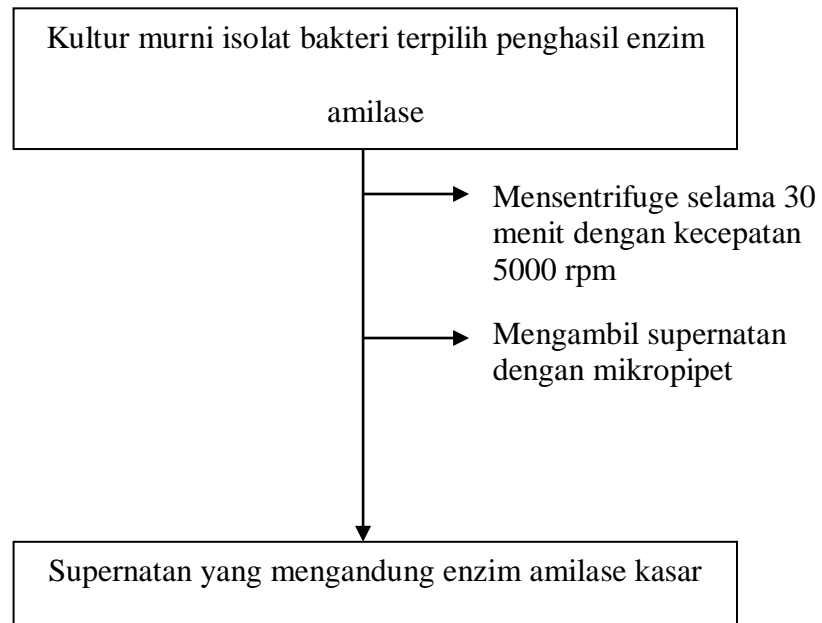 Kultur murni isolat bakteri terpilih penghasil enzim
amilase
Mensentrifuge selama 30
menit dengan kecepatan
5000 rpm
Mengambil supernatan
dengan mikropipet
Supernatan yang mengandung enzim amilase kasar